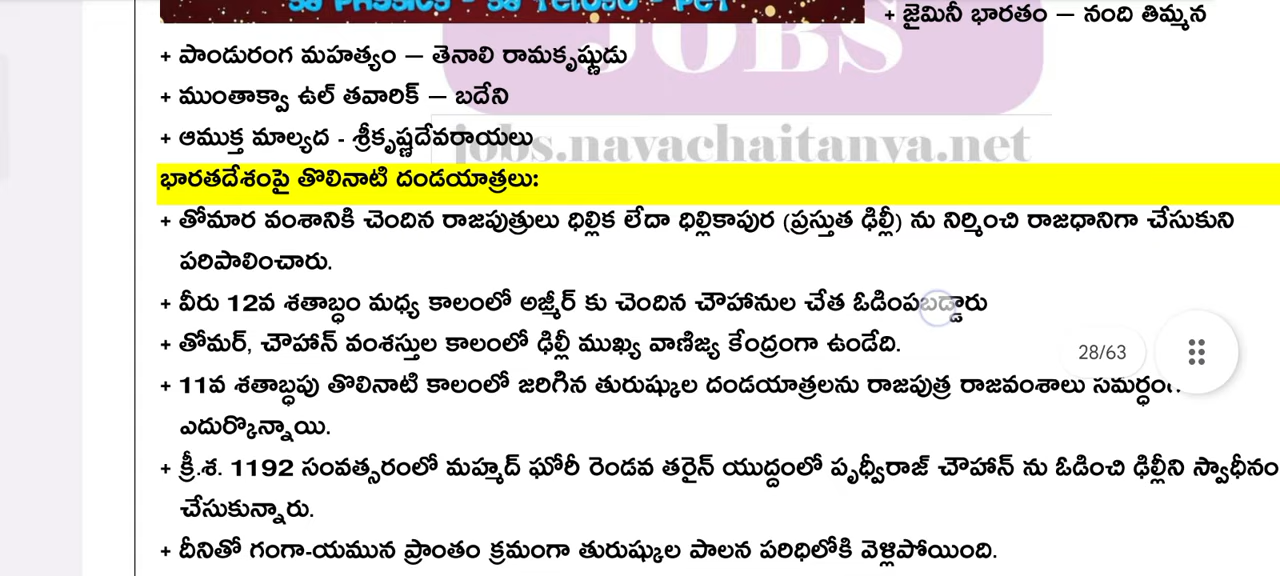 + జైమినీ భారతం – నంది తిమ్మన
+ పాండురంగ మహత్యం – తెనాలి రామకృష్ణుడు
+ ముంతాక్వా ఉల్ తవారిక్ – బదేని
+ ఆముక్త మాల్యద - శ్రీకృష్ణదేవరాయలు
JOBS
jobs.navachaitanya.net
భారతదేశంపై తొలినాటి దండయాత్రలు:
+ తోమార వంశానికి చెందిన రాజపుత్రులు ధిల్లిక లేదా ధిల్లికాపుర (ప్రస్తుత ఢిల్లీ) ను నిర్మించి రాజధానిగా చేసుకుని
పరిపాలించారు.
+ వీరు 12వ శతాబ్దం మధ్య కాలంలో అజ్మీర్ కు చెందిన చౌహానుల చేత ఓడింపబడ్డారు
+ తోమర్, చౌహాన్ వంశస్తుల కాలంలో ఢిల్లీ ముఖ్య వాణిజ్య కేంద్రంగా ఉండేది.
28/63
+ 11వ శతాబ్దపు తొలినాటి కాలంలో జరిగిన తురుష్కుల దండయాత్రలను రాజపుత్ర రాజవంశాలు
ఎదుర్కొన్నాయి.
+ క్రీ.శ. 1192 సంవత్సరంలో మహ్మద్ ఘోరీ రెండవ తరైన్ యుద్దంలో పృథ్వీరాజ్ చౌహాన్ ను ఓడించి ఢిల్లీని స్వాధీనం
చేసుకున్నారు.
+ దీనితో గంగా-యమున ప్రాంతం క్రమంగా తురుష్కుల పాలన పరిధిలోకి వెళ్లిపోయింది.